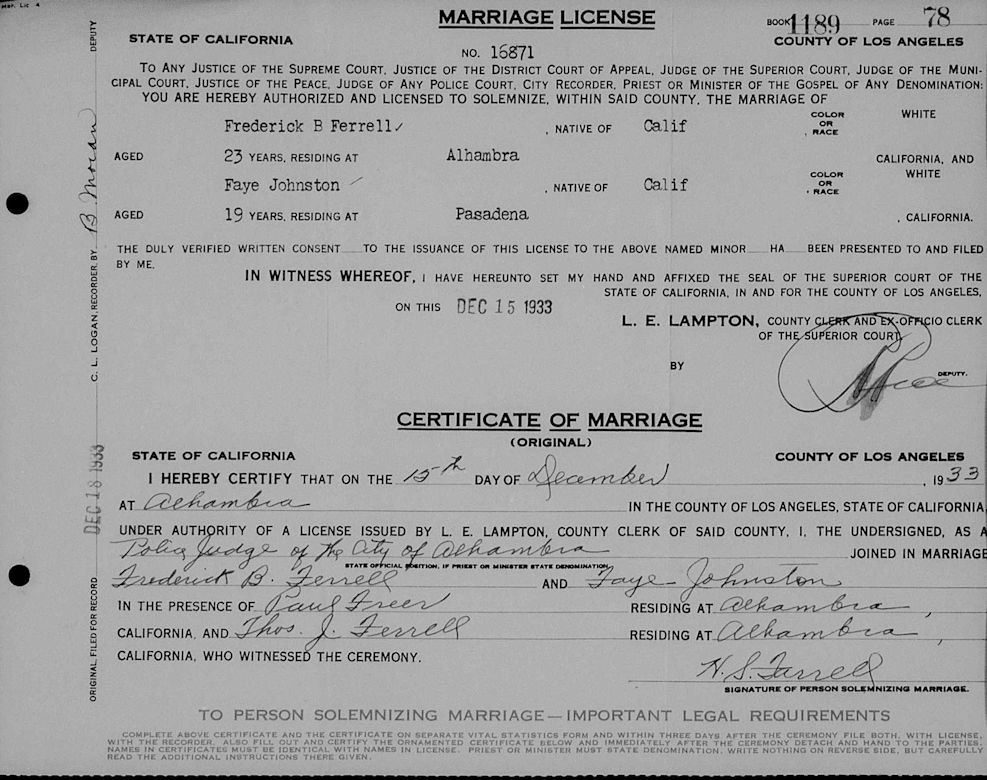 Mar. Lic 4
MARRIAGE LICENSE
BOOK 1189 PAGE 78
STATE OF CALIFORNIA
COUNTY OF LOS ANGELES
NO. 16871
TO ANY JUSTICE OF THE SUPREME COURT, JUSTICE OF THE DISTRICT COURT OF APPEAL, JUDGE OF THE SUPERIOR COURT, JUDGE OF THE MUNI-
CIPAL COURT, JUSTICE OF THE PEACE, JUDGE OF ANY POLICE COURT, CITY RECORDER, PRIEST OR MINISTER OF THE GOSPEL OF ANY DENOMINATION:
YOU ARE HEREBY AUTHORIZED AND LICENSED TO SOLEMNIZE, WITHIN SAID COUNTY, THE MARRIAGE OF
Frederick B Ferrell, NATIVE OF Calif, COLOR OR RACE WHITE
AGED 23 YEARS, RESIDING AT Alhambra CALIFORNIA, AND
Faye Johnston, NATIVE OF Calif, COLOR OR RACE WHITE
AGED 19 YEARS, RESIDING AT Pasadena, CALIFORNIA.
THE DULY VERIFIED WRITTEN CONSENT TO THE ISSUANCE OF THIS LICENSE TO THE ABOVE NAMED MINOR HA BEEN PRESENTED TO AND FILED
BY ME.
IN WITNESS WHEREOF, I HAVE HEREUNTO SET MY HAND AND AFFIXED THE SEAL OF THE SUPERIOR COURT OF THE
STATE OF CALIFORNIA, IN AND FOR THE COUNTY OF LOS ANGELES,
ON THIS DEC 15 1933
L. E. LAMPTON, COUNTY CLERK AND EX-OFFICIO CLERK
OF THE SUPERIOR COURT
BY DEPUTY.
CERTIFICATE OF MARRIAGE
(ORIGINAL)
STATE OF CALIFORNIA
COUNTY OF LOS ANGELES
I HEREBY CERTIFY THAT ON THE 15th DAY OF December, 1933
AT Alhambra IN THE COUNTY OF LOS ANGELES, STATE OF CALIFORNIA
UNDER AUTHORITY OF A LICENSE ISSUED BY L. E. LAMPTON, COUNTY CLERK OF SAID COUNTY, I, THE UNDERSIGNED, AS A
Police Judge of the City of Alhambra JOINED IN MARRIAGE
STATE OFFICIAL POSITION, IF PRIEST OR MINISTER STATE DENOMINATION.
Frederick B. Ferrell AND Faye Johnston
IN THE PRESENCE OF Paul Freer RESIDING AT Alhambra,
CALIFORNIA, AND Thos. J. Ferrell RESIDING AT Alhambra,
CALIFORNIA, WHO WITNESSED THE CEREMONY.
H. S. Farrell
SIGNATURE OF PERSON SOLEMNIZING MARRIAGE.
TO PERSON SOLEMNIZING MARRIAGE—IMPORTANT LEGAL REQUIREMENTS
COMPLETE ABOVE CERTIFICATE AND THE CERTIFICATE ON SEPARATE VITAL STATISTICS FORM AND WITHIN THREE DAYS AFTER THE CEREMONY FILE BOTH, WITH LICENSE,
WITH THE RECORDER. ALSO FILL OUT AND CERTIFY THE ORNAMENTED CERTIFICATE BELOW AND IMMEDIATELY AFTER THE CEREMONY DETACH AND HAND TO THE PARTIES.
NAMES IN CERTIFICATES MUST BE IDENTICAL WITH NAMES IN LICENSE. PRIEST OR MINISTER MUST STATE DENOMINATION. WRITE NOTHING ON REVERSE SIDE, BUT CAREFULLY
READ THE ADDITIONAL INSTRUCTIONS THERE GIVEN.
ORIGINAL FILED FOR RECORD DEC 18 1933 C. L. LOGAN, RECORDER, BY B. DEPUTY